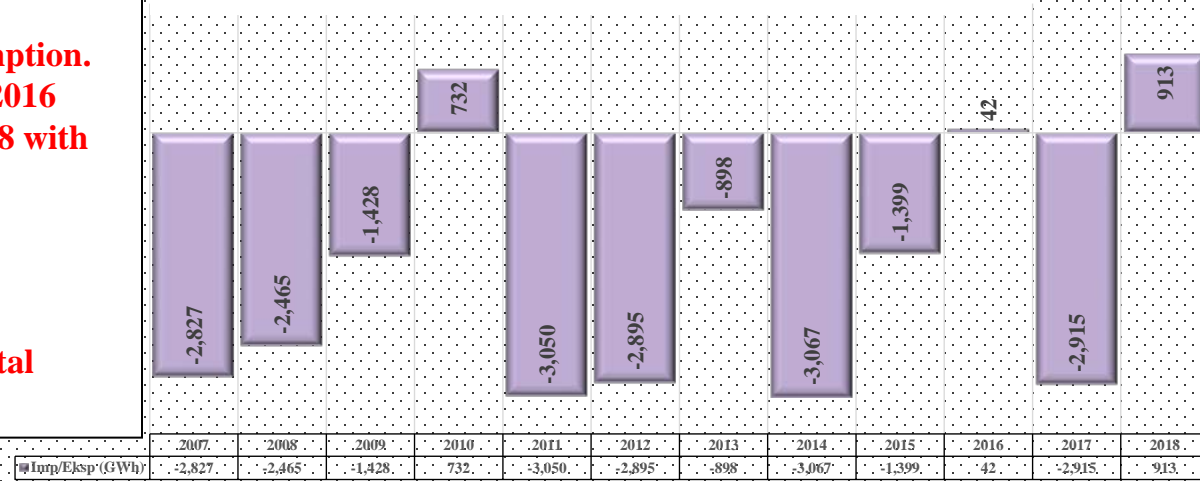 mption.
2016
8 with
tal
-2,827
-2,465
-1,428
732
-3,050
-2,895
-898
-3,067
-1,399
42
-2,915
913
2007 2008 2009 2010 2011 2012 2013 2014 2015 2016 2017 2018
Imp/Eksp (GWh) -2,827 -2,465 -1,428 732 -3,050 -2,895 -898 -3,067 -1,399 42 -2,915 913